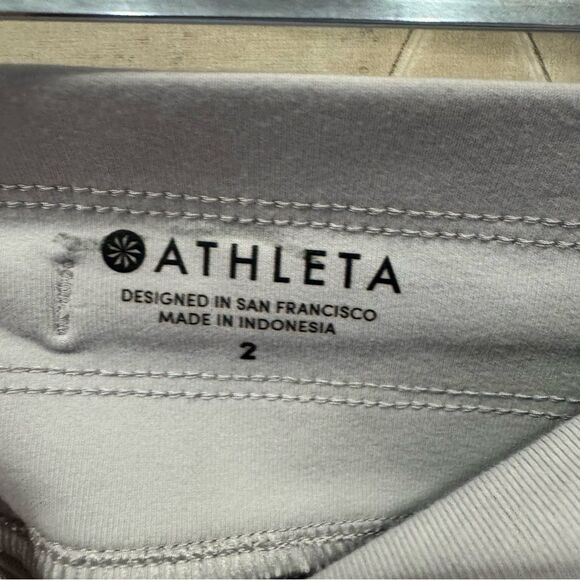 ATHLETA
DESIGNED IN SAN FRANCISCO
MADE IN INDONESIA
2